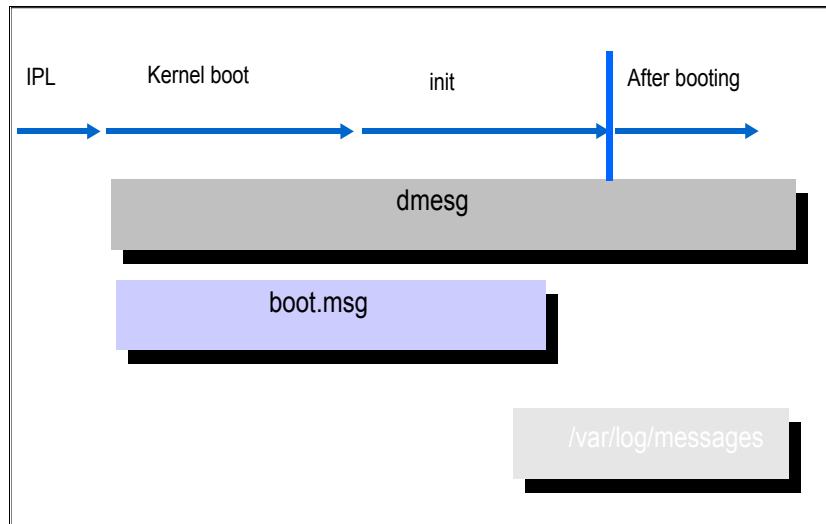 IPL
Kernel boot
init
After booting
dmesg
boot.msg
/var/log/messages